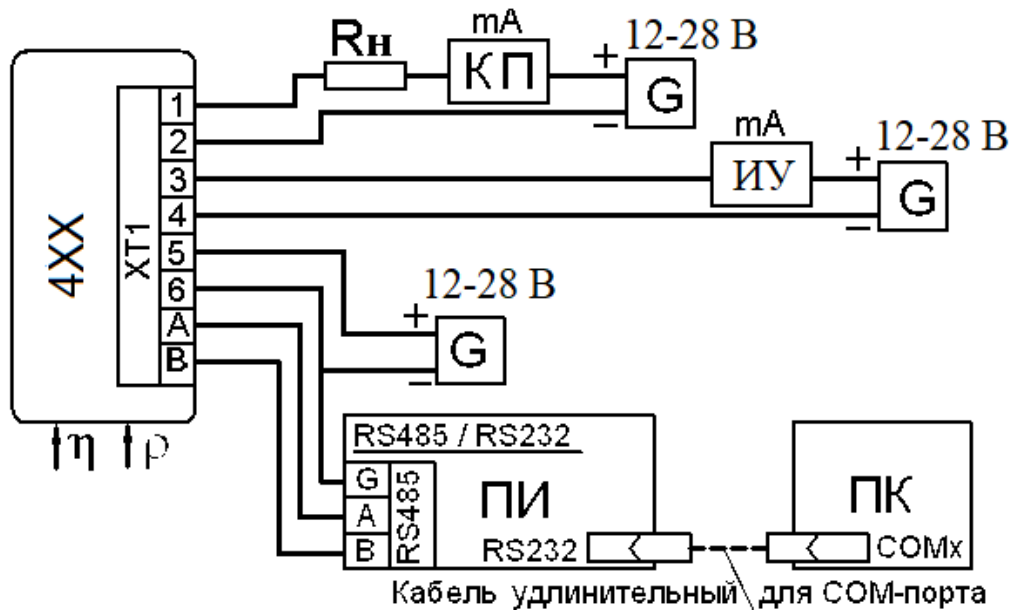 mA
12-28 В
Rн
КП
+
G
−
1
2
3
4
5
6
A
B
XT1
4XX
mA
12-28 В
ИУ
+
G
−
12-28 В
+
G
−
η
ρ
RS485 / RS232
G
A
B
RS485
ПИ
RS232
ПК
COMx
Кабель удлинительный для COM-порта